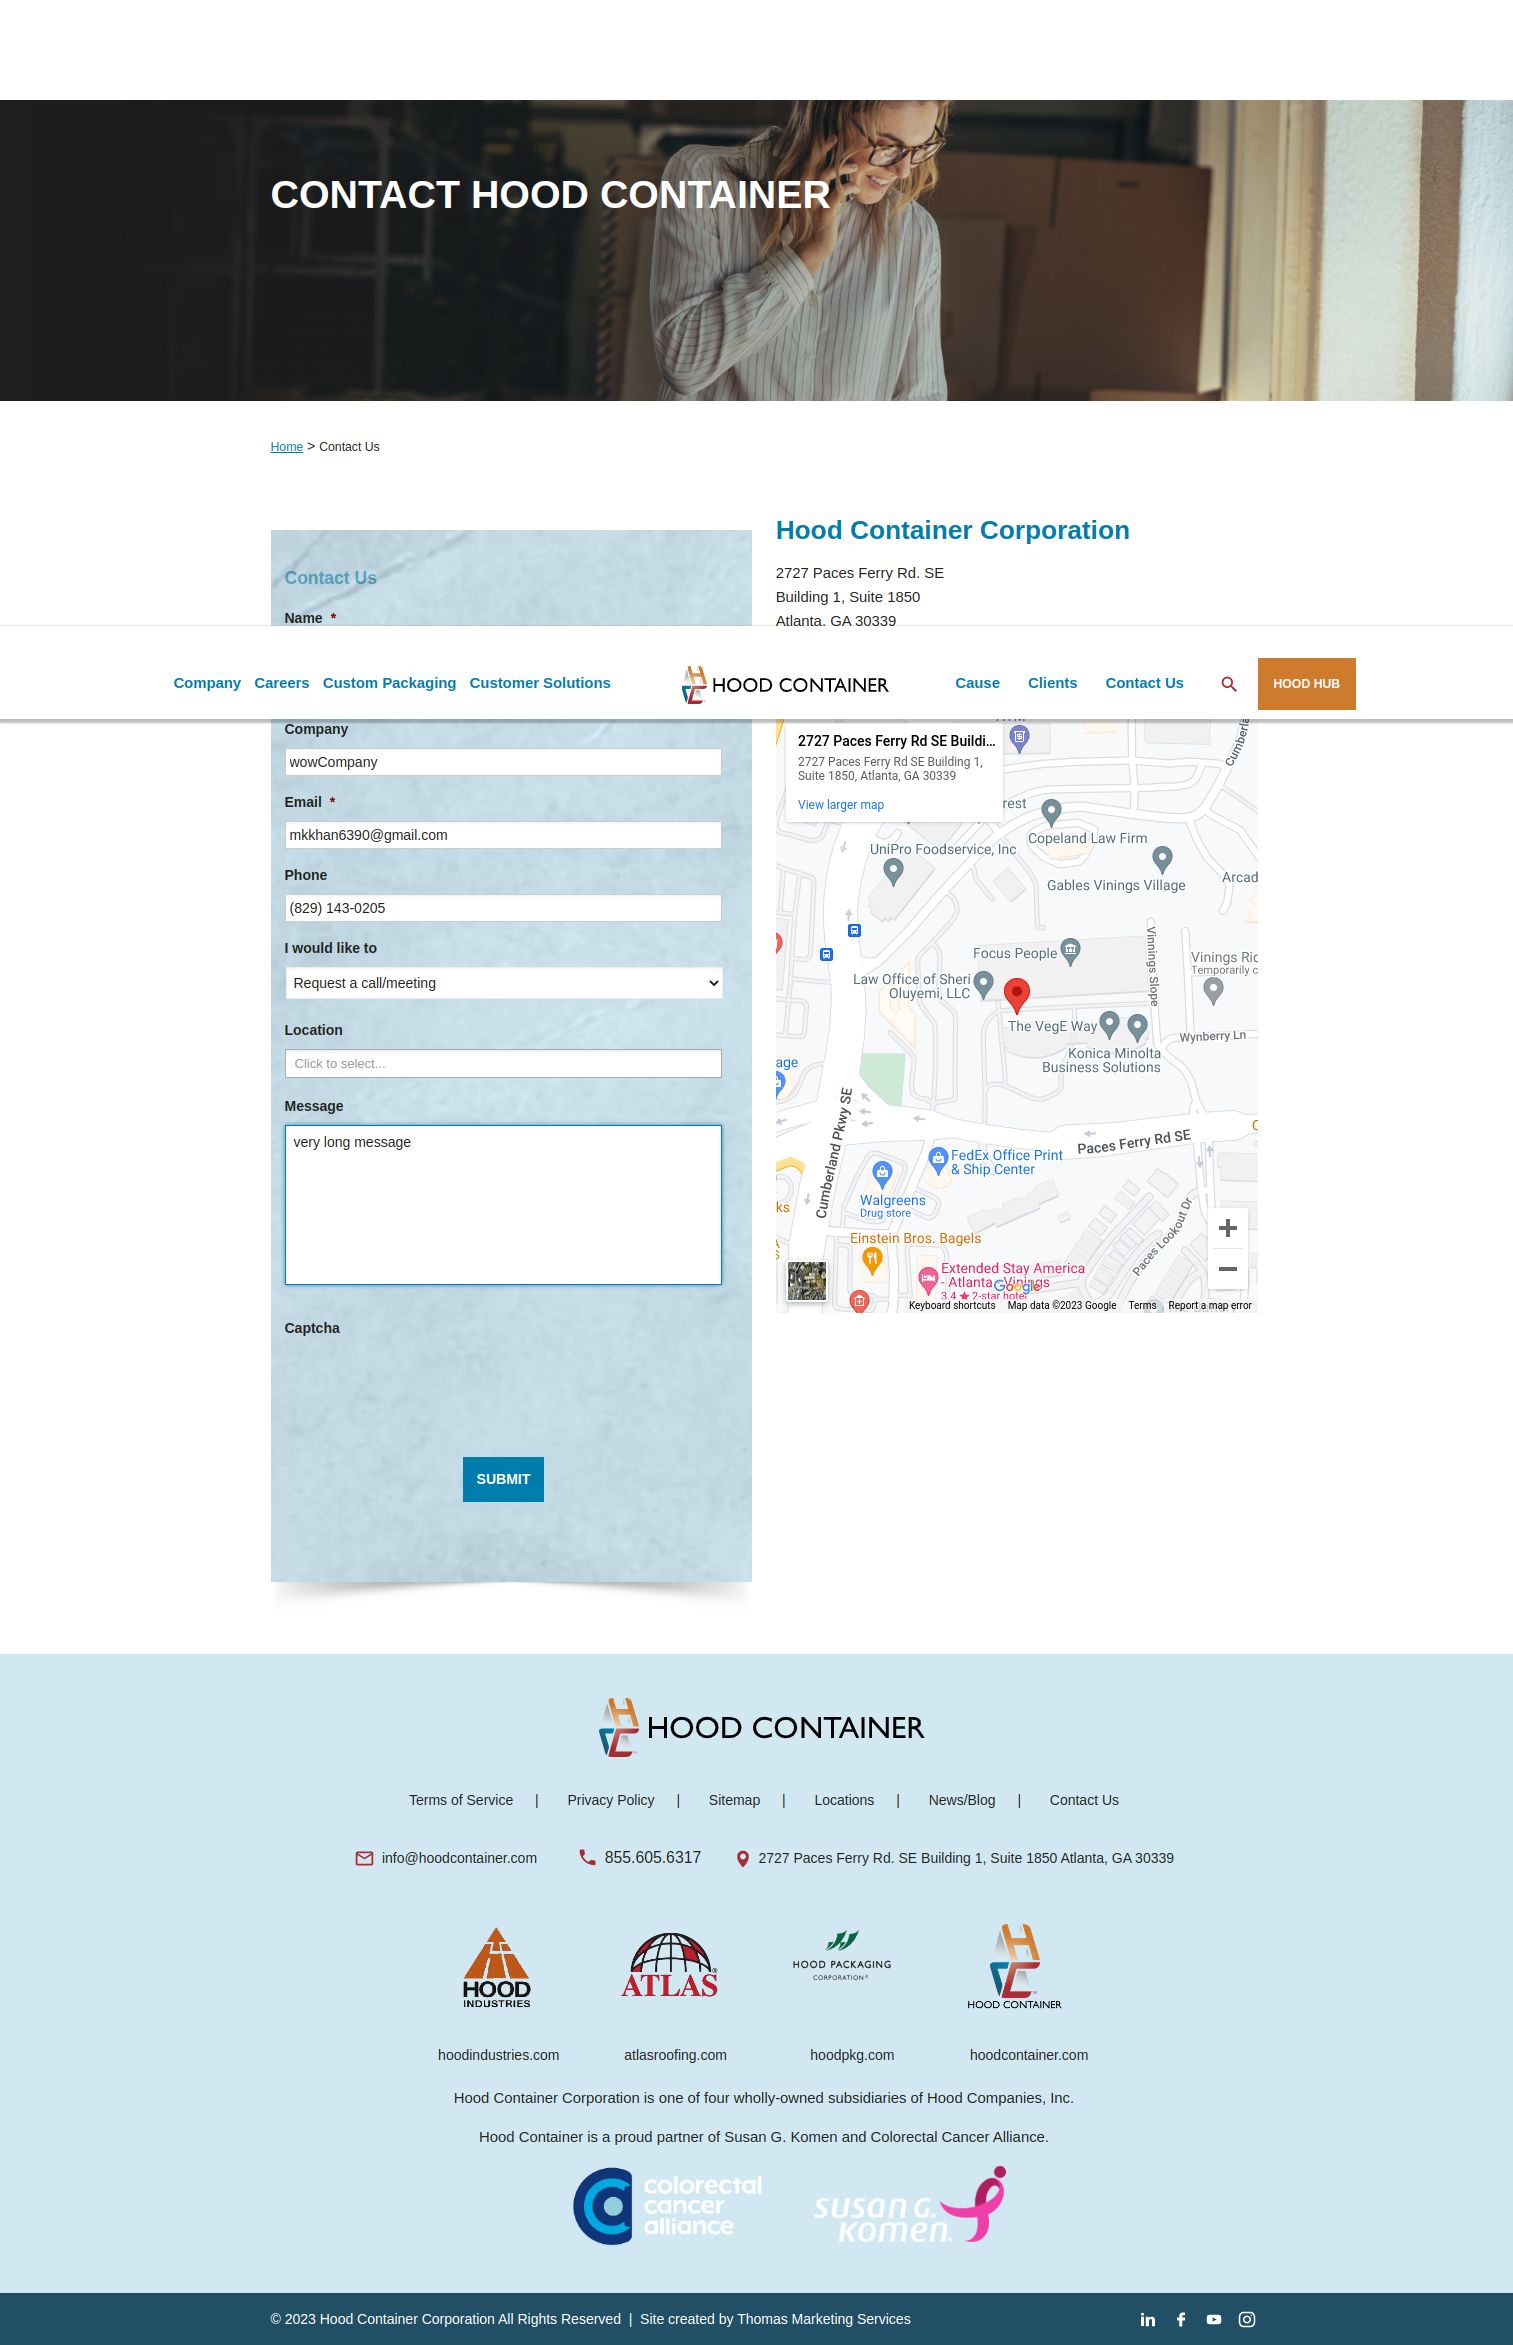 CONTACT HOOD CONTAINER
Home > Contact Us
Contact Us
Name *
Hood Container Corporation
2727 Paces Ferry Rd. SE
Building 1, Suite 1850
Atlanta, GA 30339
Company Careers Custom Packaging Customer Solutions
HOOD CONTAINER
Cause Clients Contact Us
HOOD HUB
Company
wowCompany
Email *
mkkhan6390@gmail.com
Phone
(829) 143-0205
I would like to
Request a call/meeting
Location
Click to select...
Message
very long message
Captcha
SUBMIT
2727 Paces Ferry Rd SE Buildi...
2727 Paces Ferry Rd SE Building 1,
Suite 1850, Atlanta, GA 30339
View larger map
Cumberla
rest
Copeland Law Firm
UniPro Foodservice, Inc
Gables Vinings Village
Arcad
Focus People
Vinings Slope
Vinings Ric
Temporarily c
Law Office of Sheri
Oluyemi, LLC
The VegE Way
Wynberry Ln
Konica Minolta
Business Solutions
age
Cumberland Pkwy SE
Paces Ferry Rd SE
FedEx Office Print
& Ship Center
Walgreens
Drug store
ks
Paces Lookout Dr
Einstein Bros. Bagels
Extended Stay America
- Atlanta - Vinings
3.4 ★ 2-star hotel
Google
Keyboard shortcuts Map data ©2023 Google Terms Report a map error
HOOD CONTAINER
Terms of Service | Privacy Policy | Sitemap | Locations | News/Blog | Contact Us
info@hoodcontainer.com 855.605.6317 2727 Paces Ferry Rd. SE Building 1, Suite 1850 Atlanta, GA 30339
HOOD
INDUSTRIES
ATLAS
HOOD PACKAGING
CORPORATION®
HOOD CONTAINER
hoodindustries.com atlasroofing.com hoodpkg.com hoodcontainer.com
Hood Container Corporation is one of four wholly-owned subsidiaries of Hood Companies, Inc.
Hood Container is a proud partner of Susan G. Komen and Colorectal Cancer Alliance.
colorectal
cancer
alliance
susan g.
komen®
© 2023 Hood Container Corporation All Rights Reserved | Site created by Thomas Marketing Services